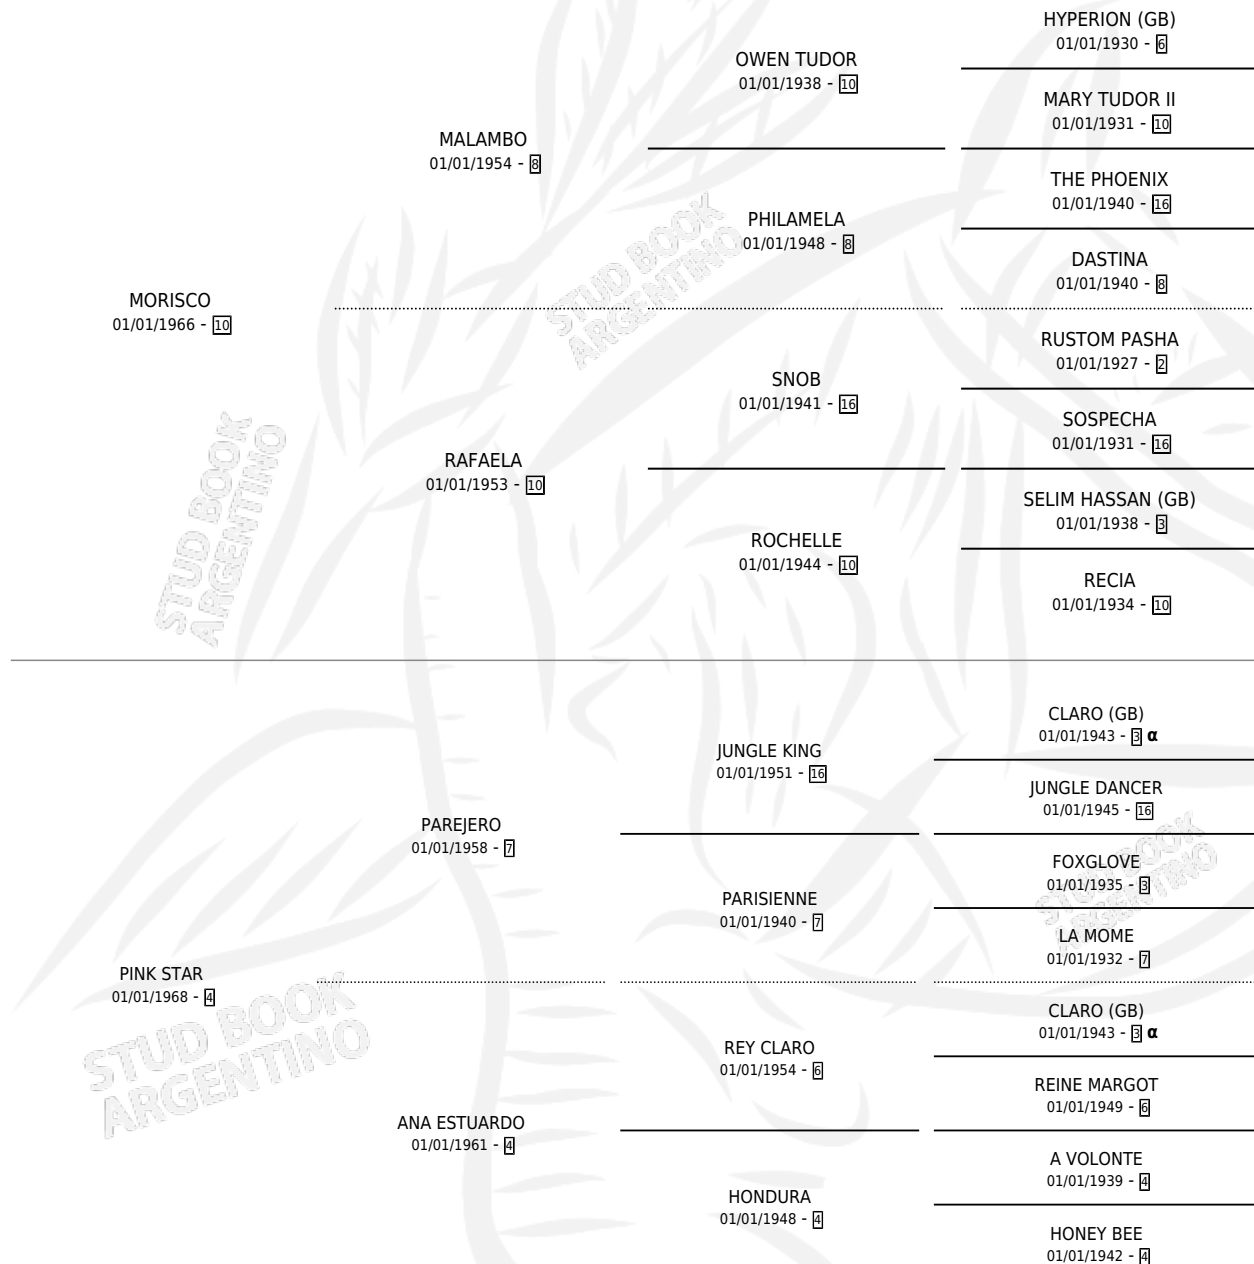 HYPERION (GB)
01/01/1930 - 6
OWEN TUDOR
01/01/1938 - 10
MARY TUDOR II
01/01/1931 - 10
MALAMBO
01/01/1954 - 8
THE PHOENIX
01/01/1940 - 16
PHILAMELA
01/01/1948 - 8
DASTINA
01/01/1940 - 8
STUD BOOK
ARGENTINO
MORISCO
01/01/1966 - 10
RUSTOM PASHA
01/01/1927 - 2
SNOB
01/01/1941 - 16
SOSPECHA
01/01/1931 - 16
RAFAELA
01/01/1953 - 10
SELIM HASSAN (GB)
01/01/1938 - 3
ROCHELLE
01/01/1944 - 10
RECIA
01/01/1934 - 10
STUD BOOK
ARGENTINO
CLARO (GB)
01/01/1943 - 3 α
JUNGLE KING
01/01/1951 - 16
JUNGLE DANCER
01/01/1945 - 16
PAREJERO
01/01/1958 - 7
FOXGLOVE
01/01/1935 - 3
PARISIENNE
01/01/1940 - 7
LA MOME
01/01/1932 - 7
STUD BOOK
ARGENTINO
PINK STAR
01/01/1968 - 4
CLARO (GB)
01/01/1943 - 3 α
REY CLARO
01/01/1954 - 6
REINE MARGOT
01/01/1949 - 6
ANA ESTUARDO
01/01/1961 - 4
A VOLONTE
01/01/1939 - 4
HONDURA
01/01/1948 - 4
HONEY BEE
01/01/1942 - 4
STUD BOOK
ARGENTINO